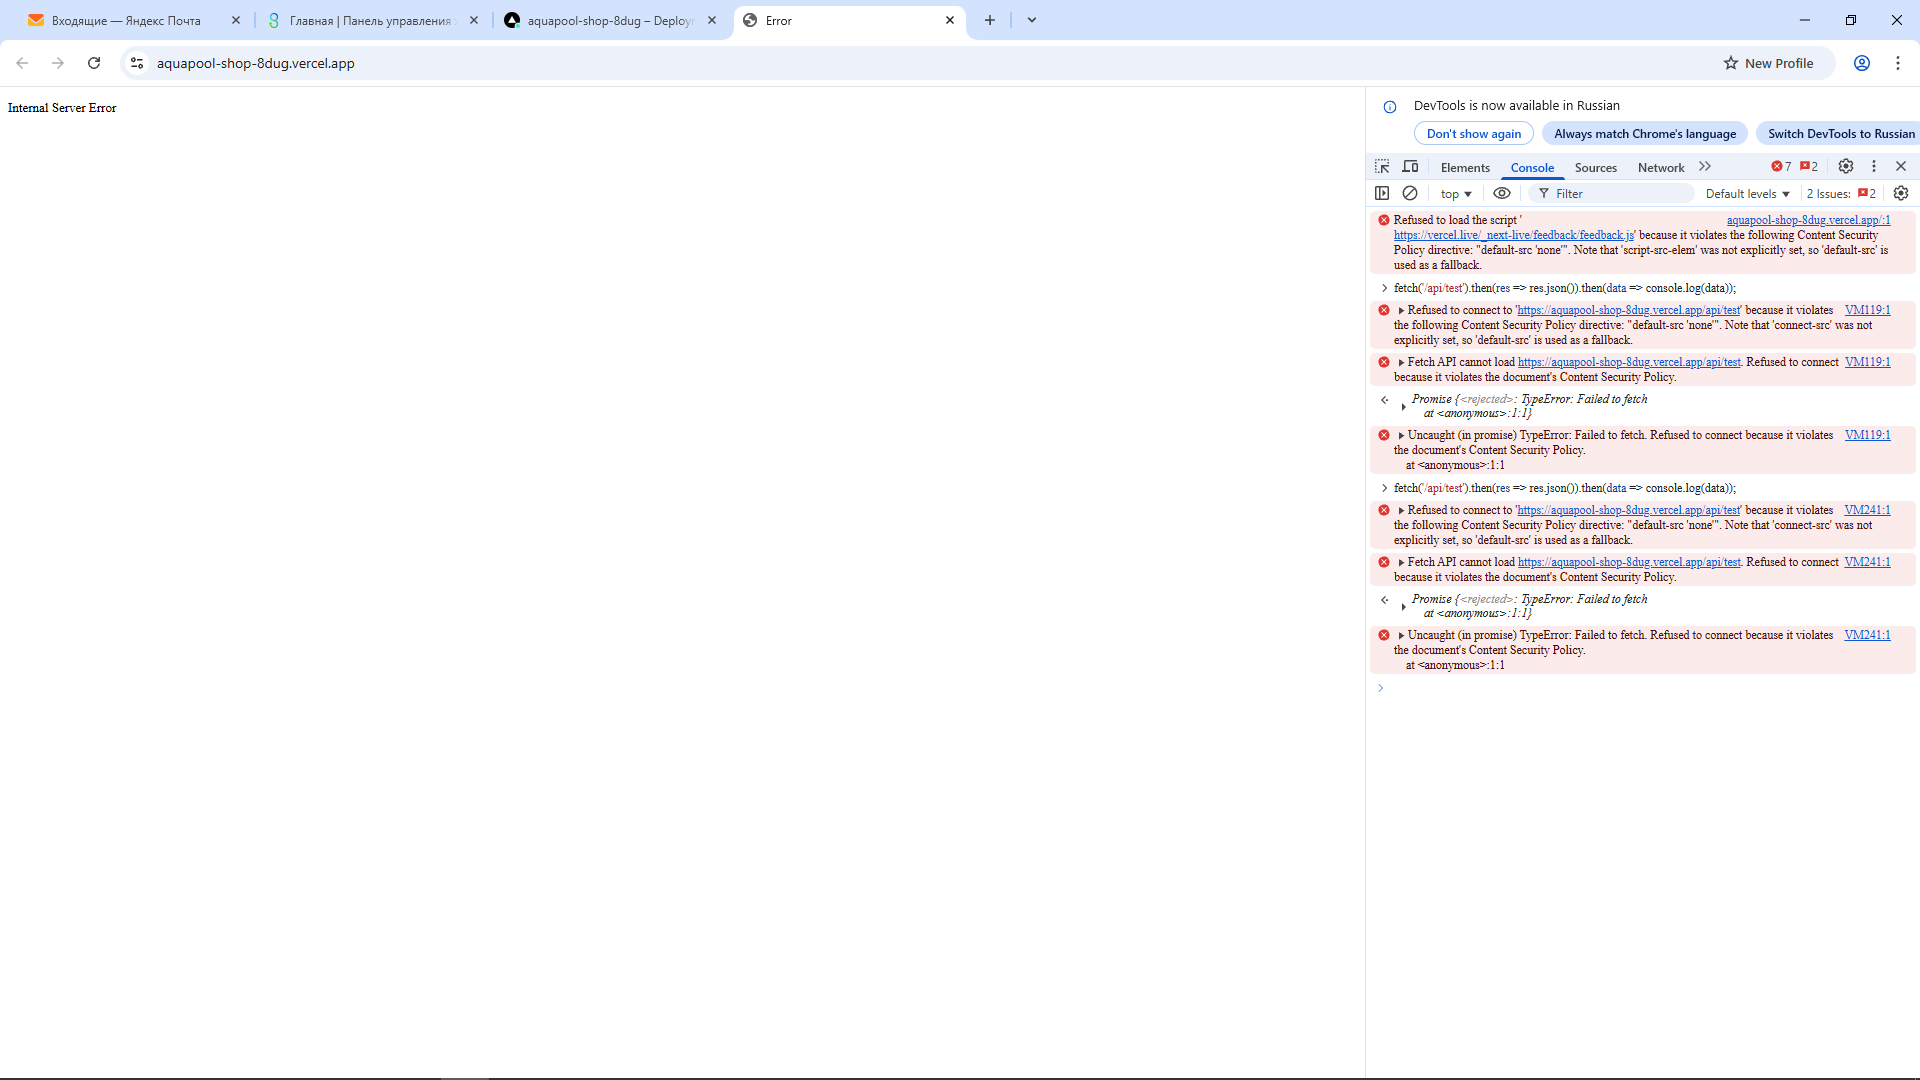 Входящие — Яндекс Почта
Главная | Панель управления
aquapool-shop-8dug – Deployn
Error
aquapool-shop-8dug.vercel.app
New Profile
Internal Server Error
DevTools is now available in Russian
Don't show again
Always match Chrome's language
Switch DevTools to Russian
Elements
Console
Sources
Network
7
2
top
Filter
Default levels
2 Issues:
2
Refused to load the script '
aquapool-shop-8dug.vercel.app/:1
https://vercel.live/_next-live/feedback/feedback.js' because it violates the following Content Security
Policy directive: "default-src 'none'". Note that 'script-src-elem' was not explicitly set, so 'default-src' is
used as a fallback.
fetch('/api/test').then(res => res.json()).then(data => console.log(data));
Refused to connect to 'https://aquapool-shop-8dug.vercel.app/api/test' because it violates VM119:1
the following Content Security Policy directive: "default-src 'none'". Note that 'connect-src' was not
explicitly set, so 'default-src' is used as a fallback.
Fetch API cannot load https://aquapool-shop-8dug.vercel.app/api/test. Refused to connect VM119:1
because it violates the document's Content Security Policy.
Promise {<rejected>: TypeError: Failed to fetch
at <anonymous>:1:1}
Uncaught (in promise) TypeError: Failed to fetch. Refused to connect because it violates VM119:1
the document's Content Security Policy.
at <anonymous>:1:1
fetch('/api/test').then(res => res.json()).then(data => console.log(data));
Refused to connect to 'https://aquapool-shop-8dug.vercel.app/api/test' because it violates VM241:1
the following Content Security Policy directive: "default-src 'none'". Note that 'connect-src' was not
explicitly set, so 'default-src' is used as a fallback.
Fetch API cannot load https://aquapool-shop-8dug.vercel.app/api/test. Refused to connect VM241:1
because it violates the document's Content Security Policy.
Promise {<rejected>: TypeError: Failed to fetch
at <anonymous>:1:1}
Uncaught (in promise) TypeError: Failed to fetch. Refused to connect because it violates VM241:1
the document's Content Security Policy.
at <anonymous>:1:1